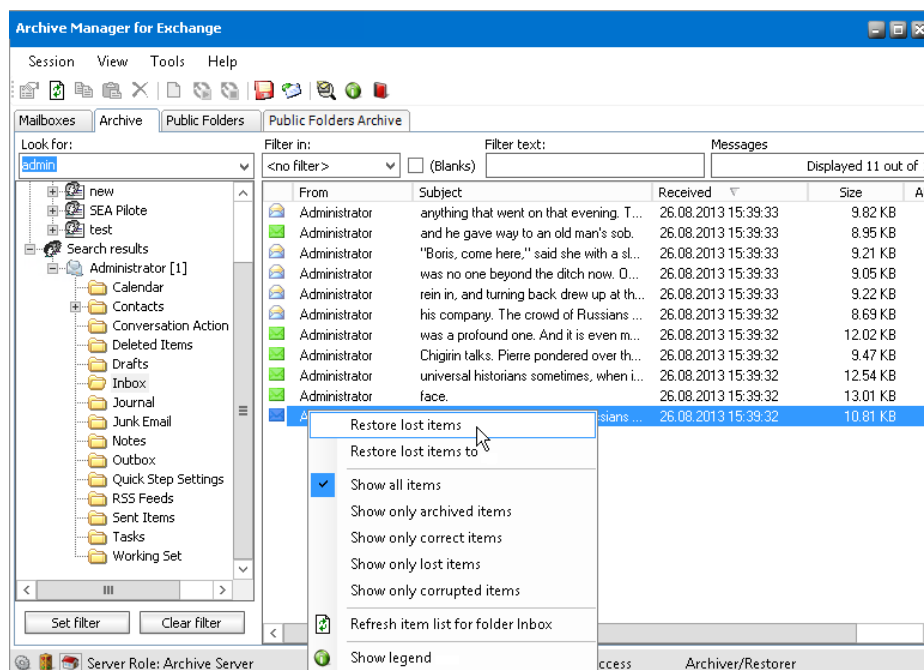 Archive Manager for Exchange
Session View Tools Help
Mailboxes Archive Public Folders Public Folders Archive
Look for: Filter in: Filter text: Messages
admin <no filter> (Blanks) Displayed 11 out of
From Subject Received Size A
new
SEA Pilote
test
Search results
Administrator [1]
Calendar
Contacts
Conversation Action
Deleted Items
Drafts
Inbox
Journal
Junk Email
Notes
Outbox
Quick Step Settings
RSS Feeds
Sent Items
Tasks
Working Set
Administrator anything that went on that evening. T... 26.08.2013 15:39:33 9.82 KB
Administrator and he gave way to an old man's sob. 26.08.2013 15:39:33 8.95 KB
Administrator "Boris, come here," said she with a sl... 26.08.2013 15:39:33 9.21 KB
Administrator was no one beyond the ditch now. O... 26.08.2013 15:39:33 9.05 KB
Administrator rein in, and turning back drew up at th... 26.08.2013 15:39:33 9.22 KB
Administrator his company. The crowd of Russians ... 26.08.2013 15:39:32 8.69 KB
Administrator was a profound one. And it is even m... 26.08.2013 15:39:32 12.02 KB
Administrator Chigirin talks. Pierre pondered over th... 26.08.2013 15:39:32 9.47 KB
Administrator universal historians sometimes, when i... 26.08.2013 15:39:32 12.54 KB
Administrator face. 26.08.2013 15:39:32 13.01 KB
A ssians ... 26.08.2013 15:39:32 10.81 KB
Restore lost items
Restore lost items to
Show all items
Show only archived items
Show only correct items
Show only lost items
Show only corrupted items
Refresh item list for folder Inbox
Show legend
Set filter Clear filter
Server Role: Archive Server ccess Archiver/Restorer